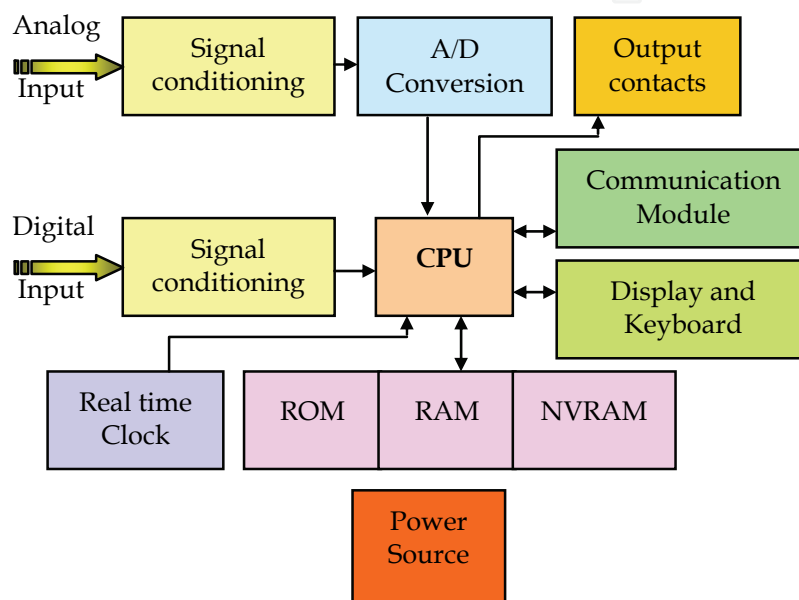 Analog
Input
Signal
conditioning
A/D
Conversion
Output
contacts
Communication
Module
Digital
Input
Signal
conditioning
CPU
Display and
Keyboard
Real time
Clock
ROM
RAM
NVRAM
Power
Source